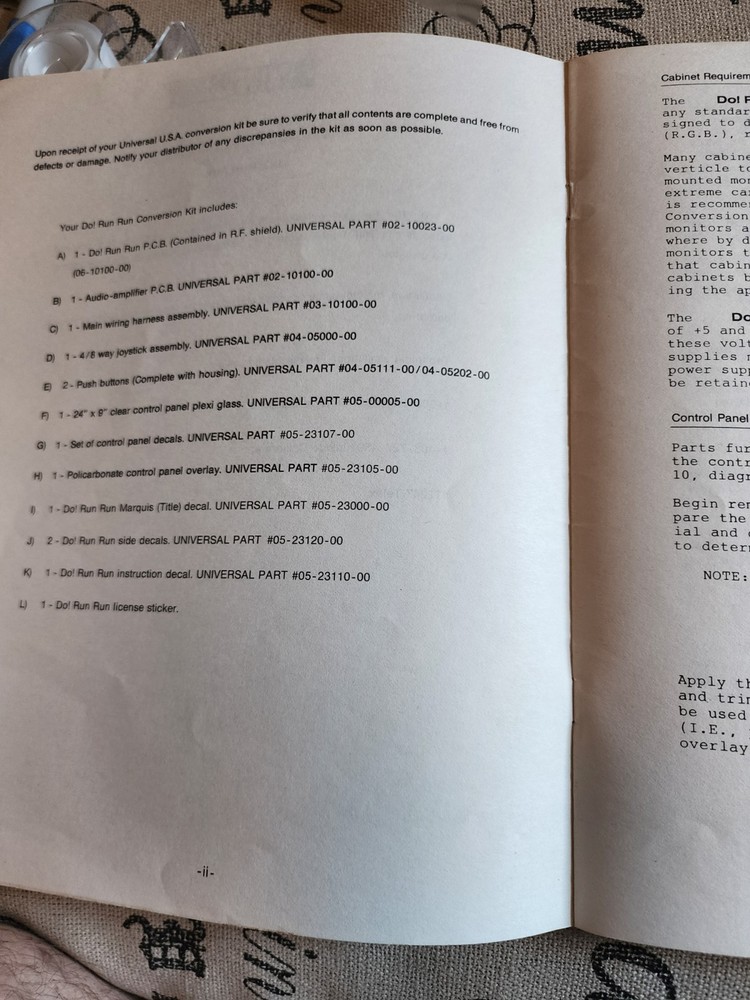 Upon receipt of your Universal U.S.A. conversion kit be sure to verify that all contents are complete and free from
defects or damage. Notify your distributor of any discrepansies in the kit as soon as possible.
Your Do! Run Run Conversion Kit includes:
A) 1 - Do! Run Run P.C.B. (Contained in R.F. shield). UNIVERSAL PART #02-10023-00
(06-10100-00)
B) 1 - Audio-amplifier P.C.B. UNIVERSAL PART #02-10100-00
C) 1 - Main wiring harness assembly. UNIVERSAL PART #03-10100-00
D) 1 - 4/8 way joystick assembly. UNIVERSAL PART #04-05000-00
E) 2 - Push buttons (Complete with housing). UNIVERSAL PART #04-05111-00/04-05202-00
F) 1 - 24" x 9" clear control panel plexi glass. UNIVERSAL PART #05-00005-00
G) 1 - Set of control panel decals. UNIVERSAL PART #05-23107-00
H) 1 - Policarbonate control panel overlay. UNIVERSAL PART #05-23105-00
I) 1 - Do! Run Run Marquis (Title) decal. UNIVERSAL PART #05-23000-00
J) 2 - Do! Run Run side decals. UNIVERSAL PART #05-23120-00
K) 1 - Do! Run Run instruction decal. UNIVERSAL PART #05-23110-00
L) 1 - Do! Run Run license sticker.
-ii-
Cabinet Requirem
The Do! R
any standar
signed to d
(R.G.B.), r
Many cabine
verticle to
mounted mon
extreme car
is recommen
Conversion
monitors a
where by d
monitors t
that cabin
cabinets b
ing the ap
The Do
of +5 and
these volt
supplies m
power supp
be retaine
Control Panel
Parts fur
the contr
10, diagr
Begin rem
pare the
ial and
to deter
NOTE:
Apply th
and trim
be used
(I.E.,
overlay